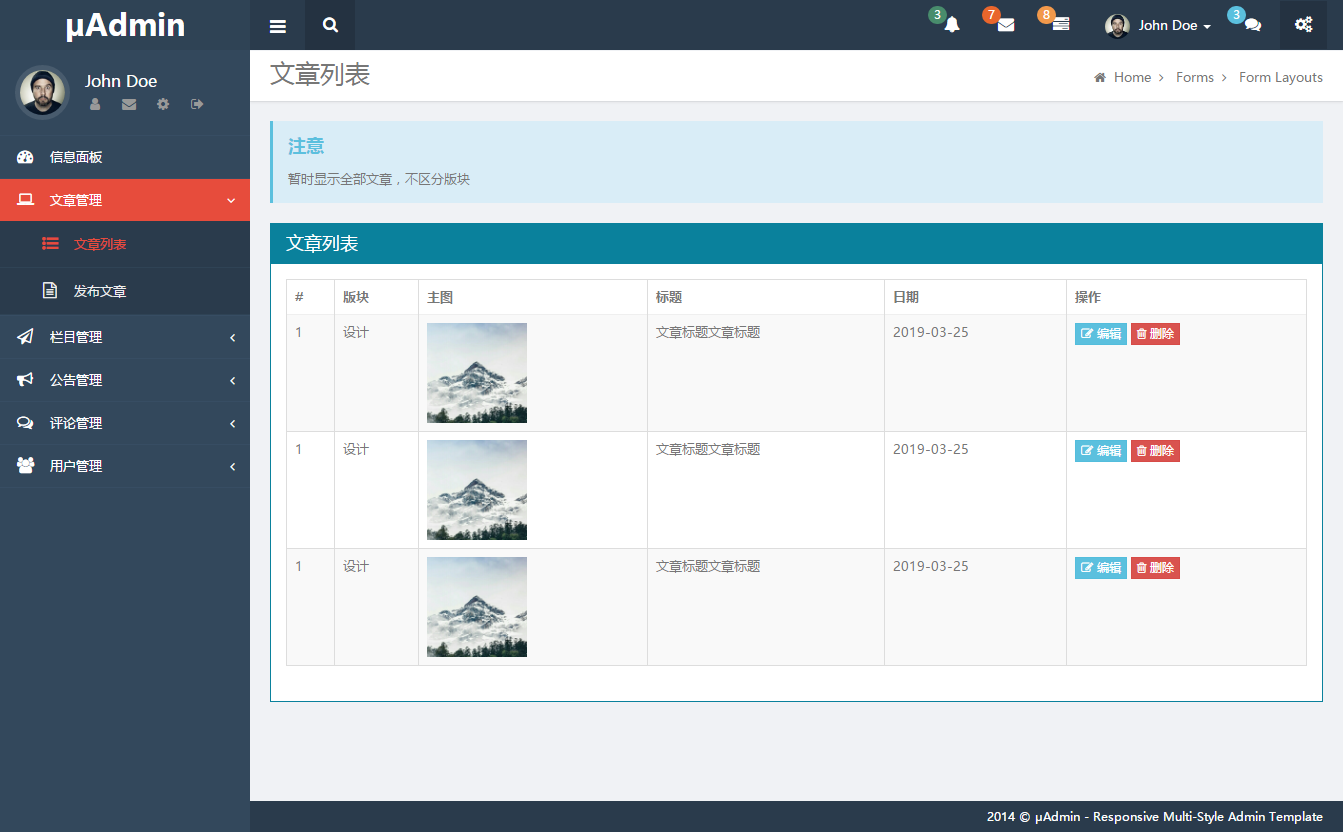 μAdmin
3
7
8
John Doe
3
John Doe
信息面板
文章管理
文章列表
发布文章
栏目管理
公告管理
评论管理
用户管理
文章列表
Home > Forms > Form Layouts
注意
暂时显示全部文章，不区分版块
文章列表
# 版块 主图 标题 日期 操作
1 设计 文章标题文章标题 2019-03-25 编辑 删除
1 设计 文章标题文章标题 2019-03-25 编辑 删除
1 设计 文章标题文章标题 2019-03-25 编辑 删除
2014 © μAdmin - Responsive Multi-Style Admin Template